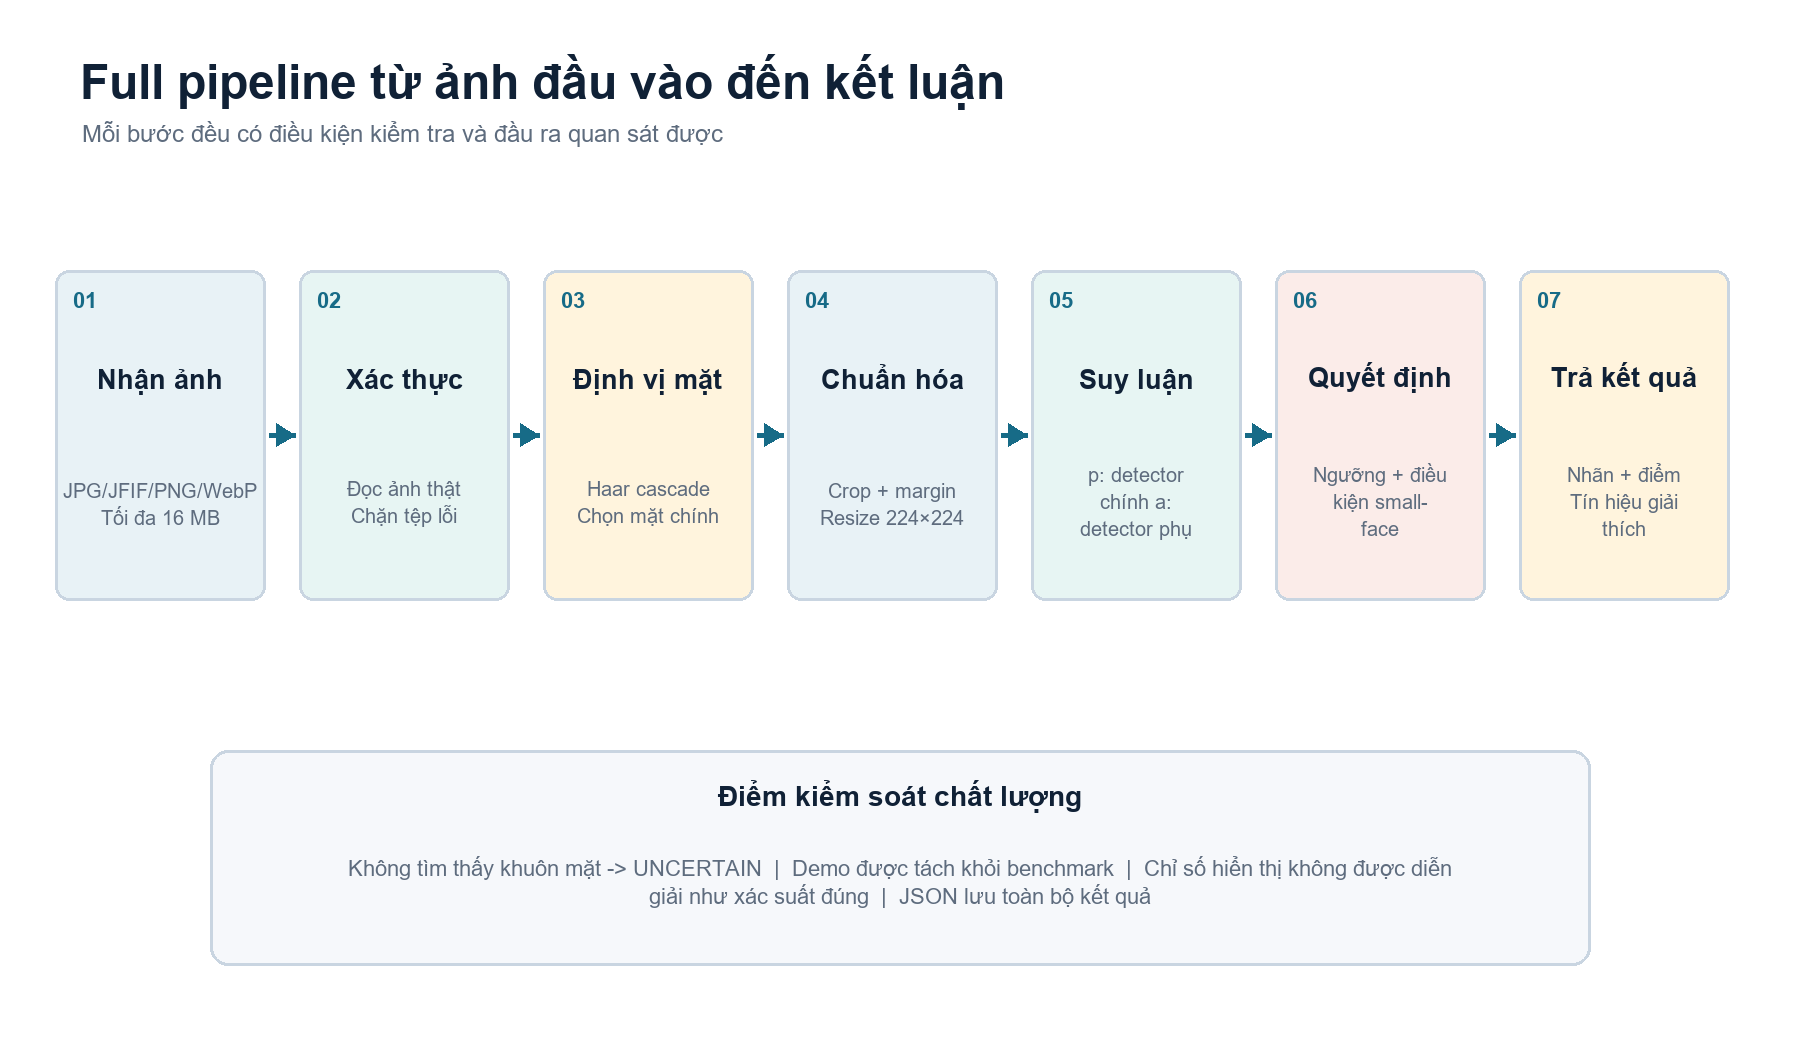 Full pipeline từ ảnh đầu vào đến kết luận
Mỗi bước đều có điều kiện kiểm tra và đầu ra quan sát được
01
Nhận ảnh
JPG/JFIF/PNG/WebP
Tối đa 16 MB
02
Xác thực
Đọc ảnh thật
Chặn tệp lỗi
03
Định vị mặt
Haar cascade
Chọn mặt chính
04
Chuẩn hóa
Crop + margin
Resize 224×224
05
Suy luận
p: detector
chính a:
detector phụ
06
Quyết định
Ngưỡng + điều
kiện small-
face
07
Trả kết quả
Nhãn + điểm
Tín hiệu giải
thích
Điểm kiểm soát chất lượng
Không tìm thấy khuôn mặt -> UNCERTAIN | Demo được tách khỏi benchmark | Chỉ số hiển thị không được diễn
giải như xác suất đúng | JSON lưu toàn bộ kết quả